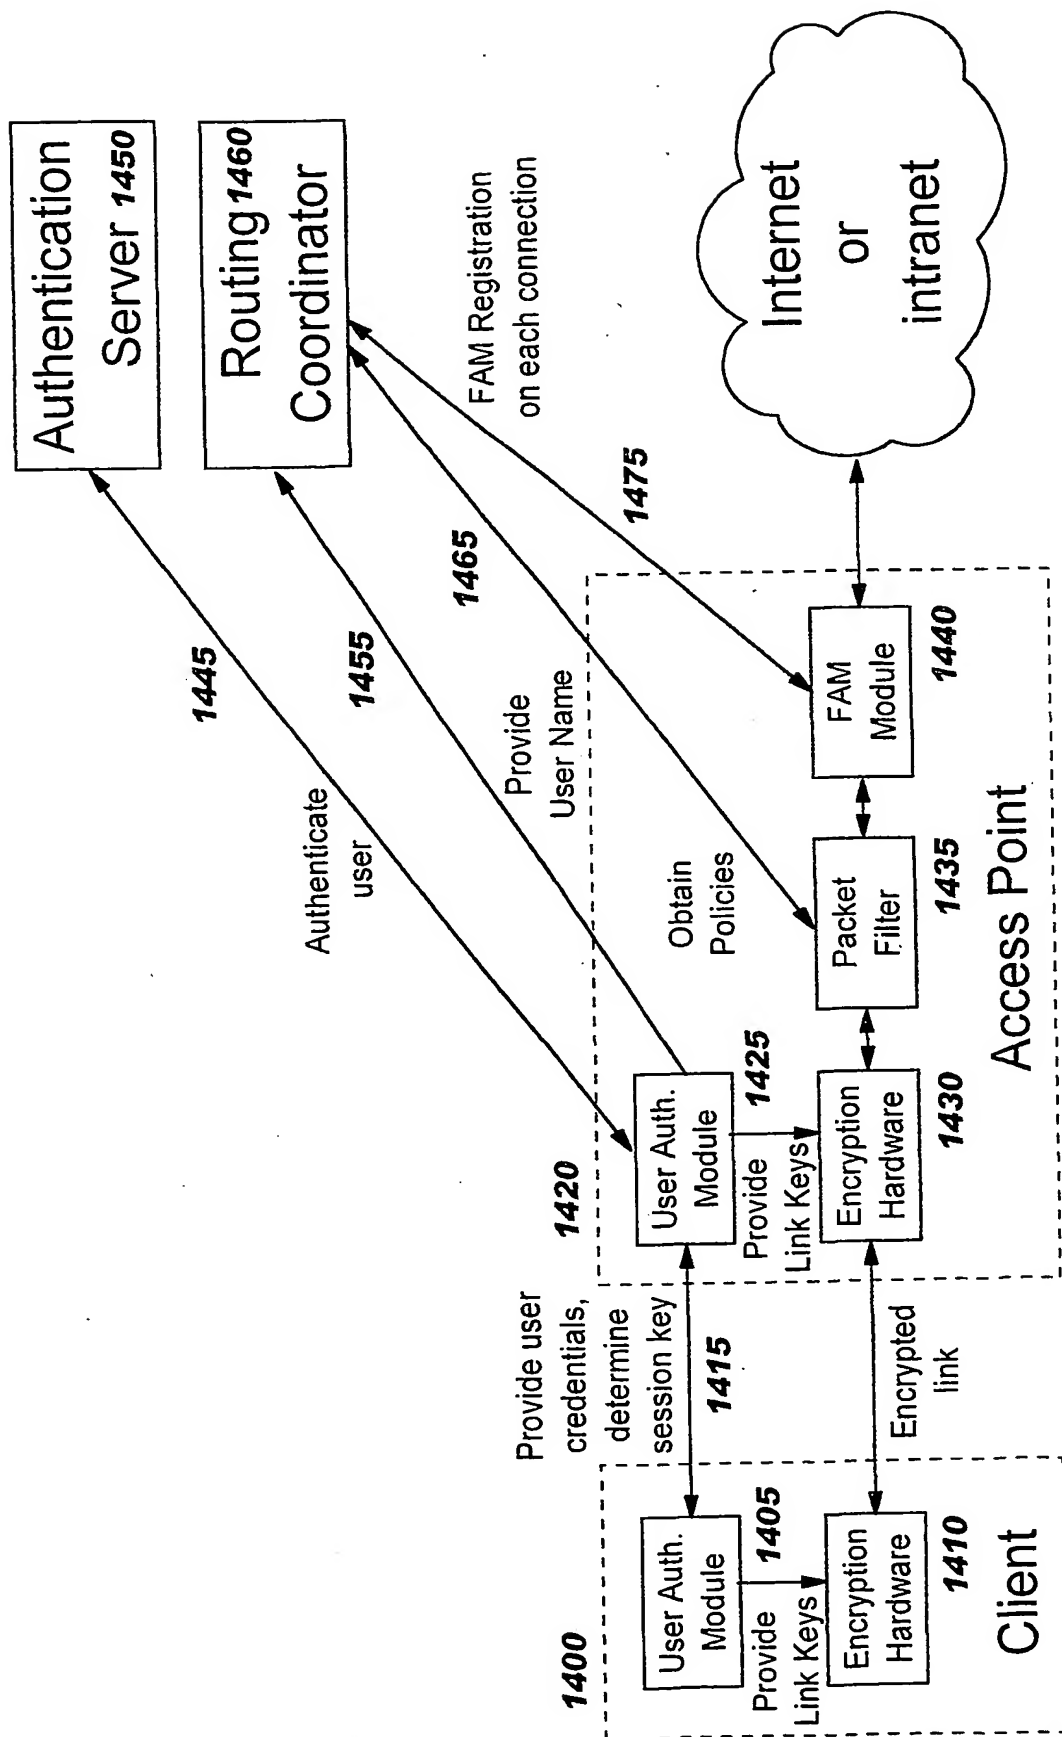 Authentication
Server 1450
Routing 1460
Coordinator
1445
Authenticate
user
1455
Provide
User Name
1465
Obtain
Policies
FAM Registration
on each connection
1475
Internet
or
intranet
1400
User Auth.
Module
1405
Provide
Link Keys
Encryption
Hardware
1410
Client
Provide user
credentials,
determine
session key
1415
Encrypted
link
1420
User Auth.
Module
1425
Provide
Link Keys
Encryption
Hardware
1430
Packet
Filter
1435
FAM
Module
1440
Access Point